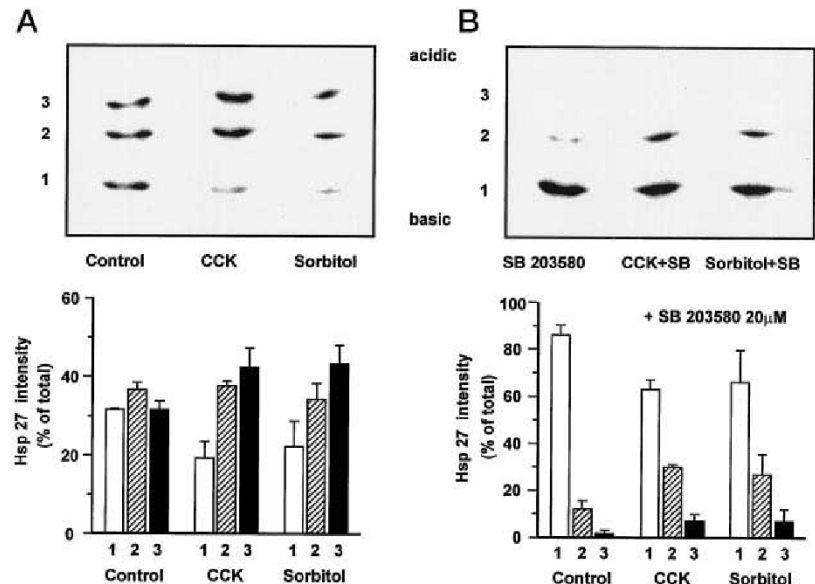 A
3
2
1
Control CCK Sorbitol
acidic
basic
B
3
2
1
SB 203580 CCK+SB Sorbitol+SB
60
40
20
0
Hsp 27 intensity
(% of total)
1 2 3 1 2 3 1 2 3
Control CCK Sorbitol
100
80
60
40
20
0
Hsp 27 intensity
(% of total)
+ SB 203580 20µM
1 2 3 1 2 3 1 2 3
Control CCK Sorbitol